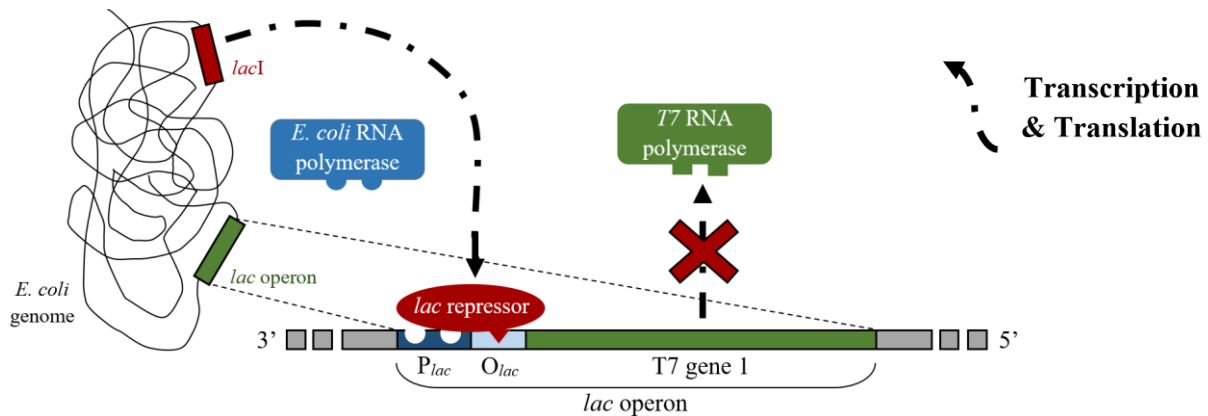 lacI
E. coli RNA
polymerase
T7 RNA
polymerase
Transcription
& Translation
lac operon
E. coli
genome
lac repressor
3’
5’
Plac
Olac
T7 gene 1
lac operon